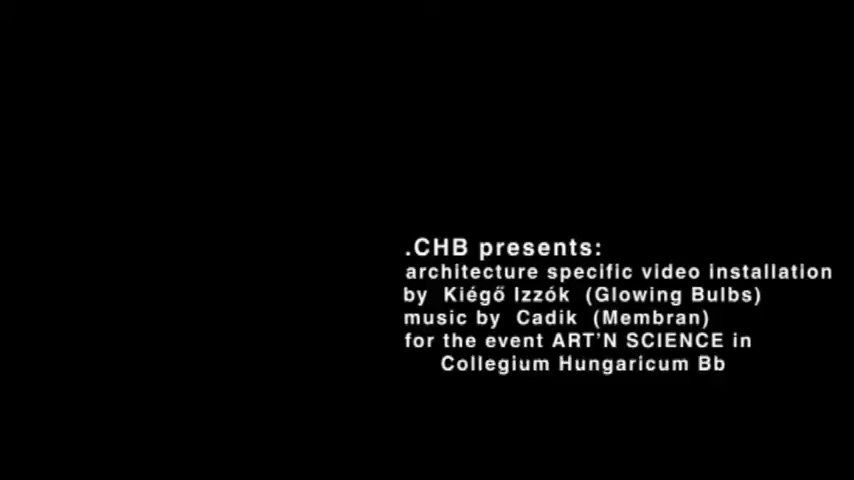 .CHB presents:
architecture specific video installation
by Kiégő Izzók (Glowing Bulbs)
music by Cadik (Membran)
for the event ART'N SCIENCE in
Collegium Hungaricum Bb